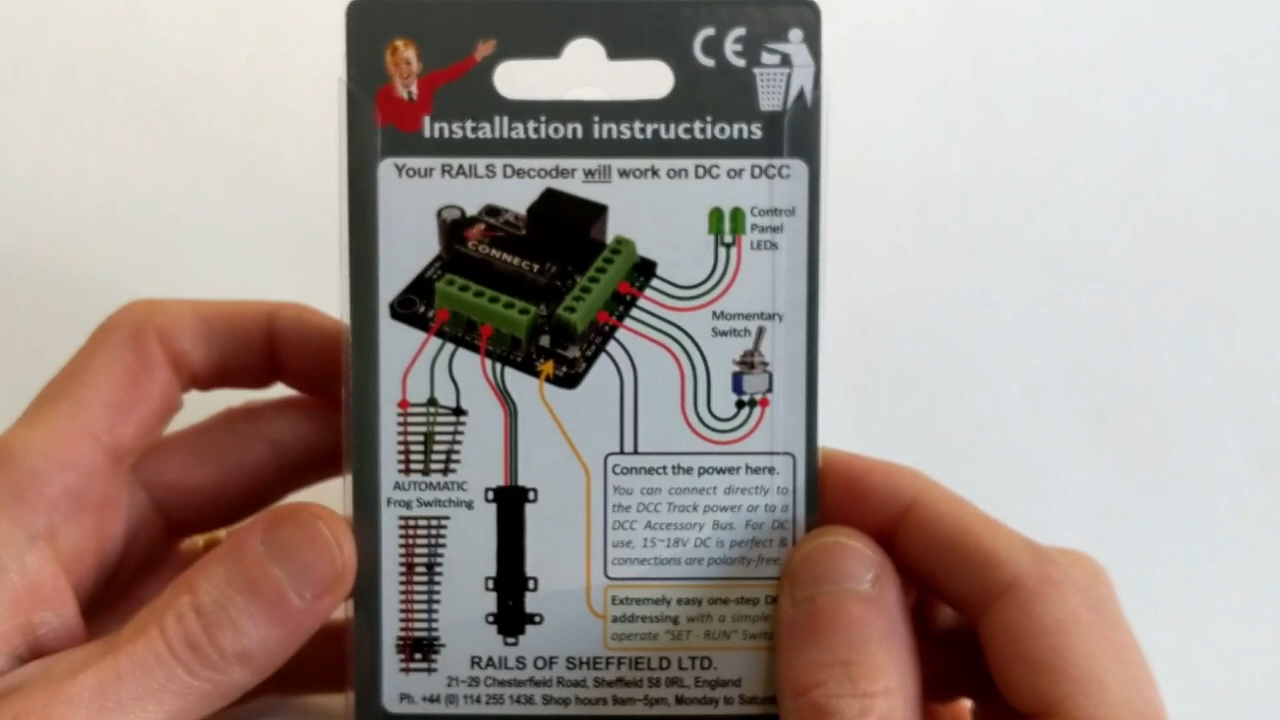 CE
Installation instructions
Your RAILS Decoder will work on DC or DCC
Control
Panel
LEDs
CONNECT
Momentary
Switch
AUTOMATIC
Frog Switching
Connect the power here.
You can connect directly to
the DCC Track power or to a
DCC Accessory Bus. For DC
use, 15~18V DC is perfect &
connections are polarity-free.
Extremely easy one-step
addressing with a simple
operate "SET - RUN"
RAILS OF SHEFFIELD LTD.
21~29 Chesterfield Road, Sheffield S8 0RL, England
Ph. +44 (0) 114 255 1436. Shop hours 9am~5pm, Monday to